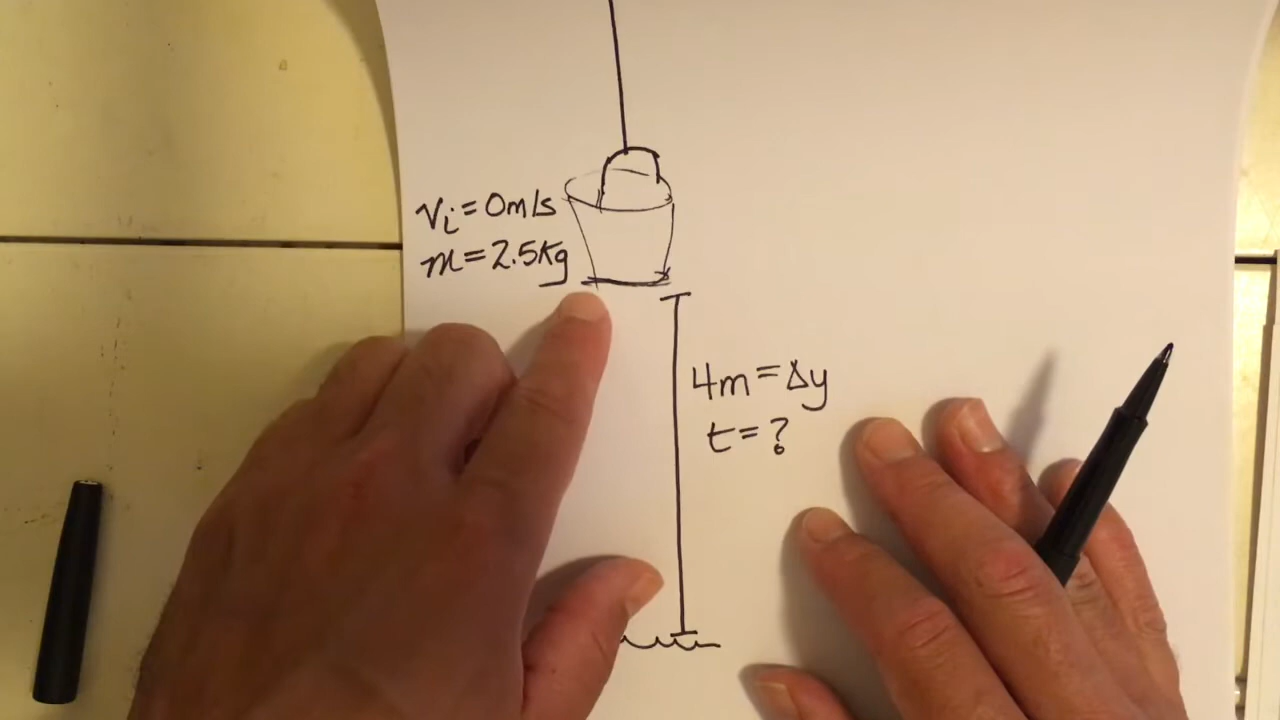 vi = 0m/s
m = 2.5kg
4m = Δy
t = ?